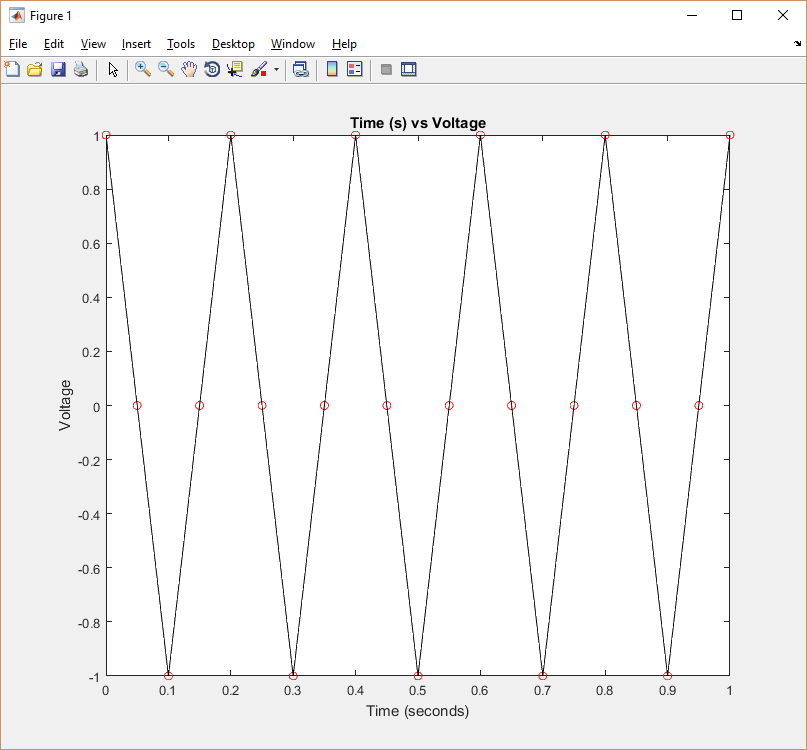 Figure 1
File Edit View Insert Tools Desktop Window Help
Time (s) vs Voltage
1
0.8
0.6
0.4
0.2
0
-0.2
-0.4
-0.6
-0.8
-1
Voltage
0 0.1 0.2 0.3 0.4 0.5 0.6 0.7 0.8 0.9 1
Time (seconds)